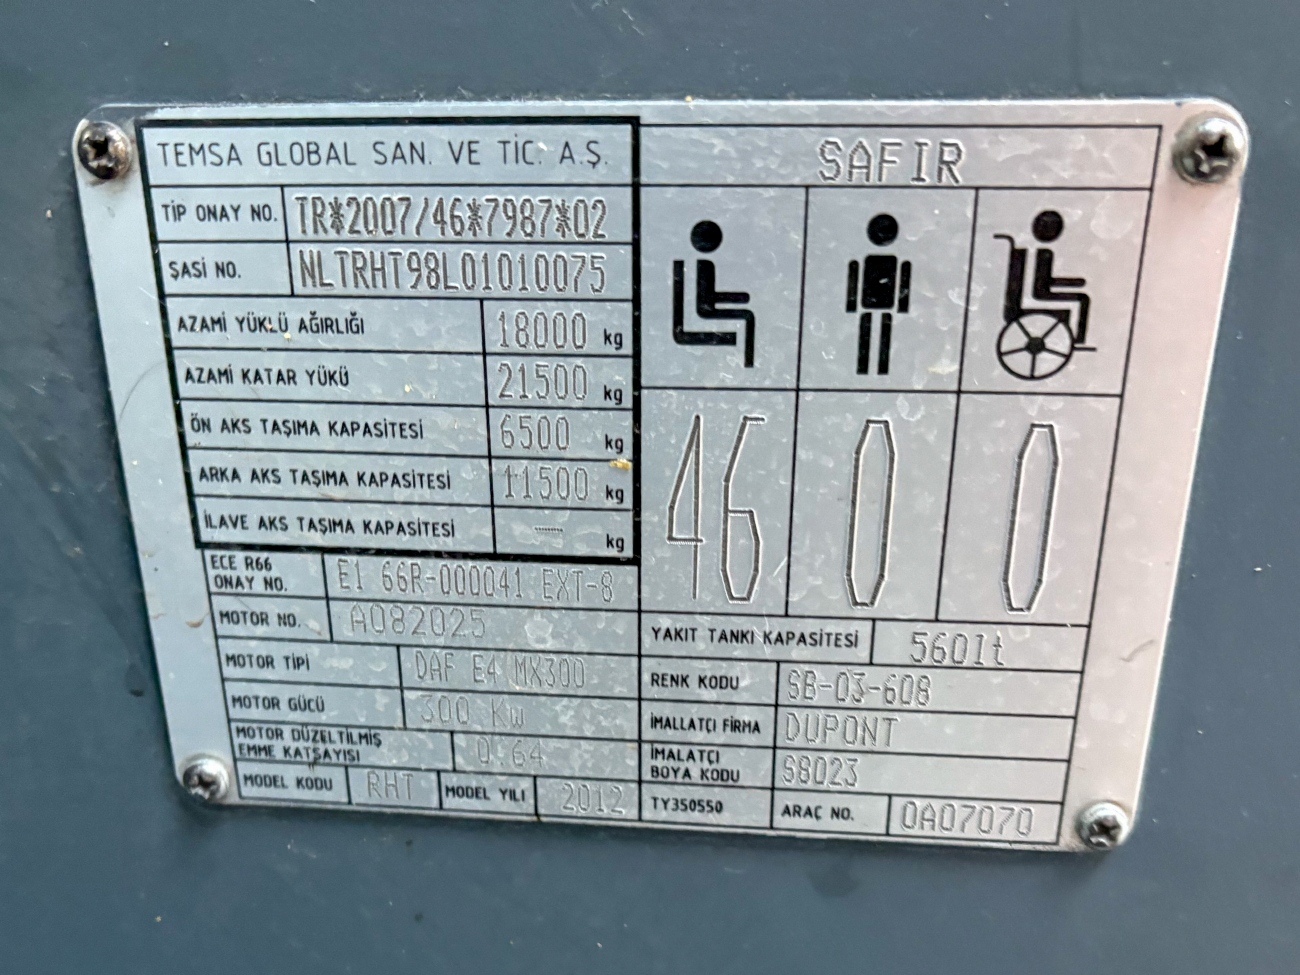 TEMSA GLOBAL SAN. VE TİC. A.Ş.
TİP ONAY NO. TR*2007/46*7987*02
ŞASİ NO. NLTRHT98L01010075
AZAMİ YÜKLÜ AĞIRLIĞI 18000 kg
AZAMİ KATAR YÜKÜ 21500 kg
ÖN AKS TAŞIMA KAPASİTESİ 6500 kg
ARKA AKS TAŞIMA KAPASİTESİ 11500 kg
İLAVE AKS TAŞIMA KAPASİTESİ — kg
ECE R66
ONAY NO. E1 66R-000041 EXT-8
MOTOR NO. A082025
MOTOR TİPİ DAF E4 MX300
MOTOR GÜCÜ 300 Kw
MOTOR DÜZELTİLMİŞ
EMME KATSAYISI 0.64
MODEL KODU RHT MODEL YILI 2012
SAFIR
46 0 0
YAKIT TANKI KAPASİTESİ 560lt
RENK KODU SB-03-608
İMALLATÇI FİRMA DUPONT
İMALATÇI
BOYA KODU S8023
TY350550 ARAÇ NO. 0A07070